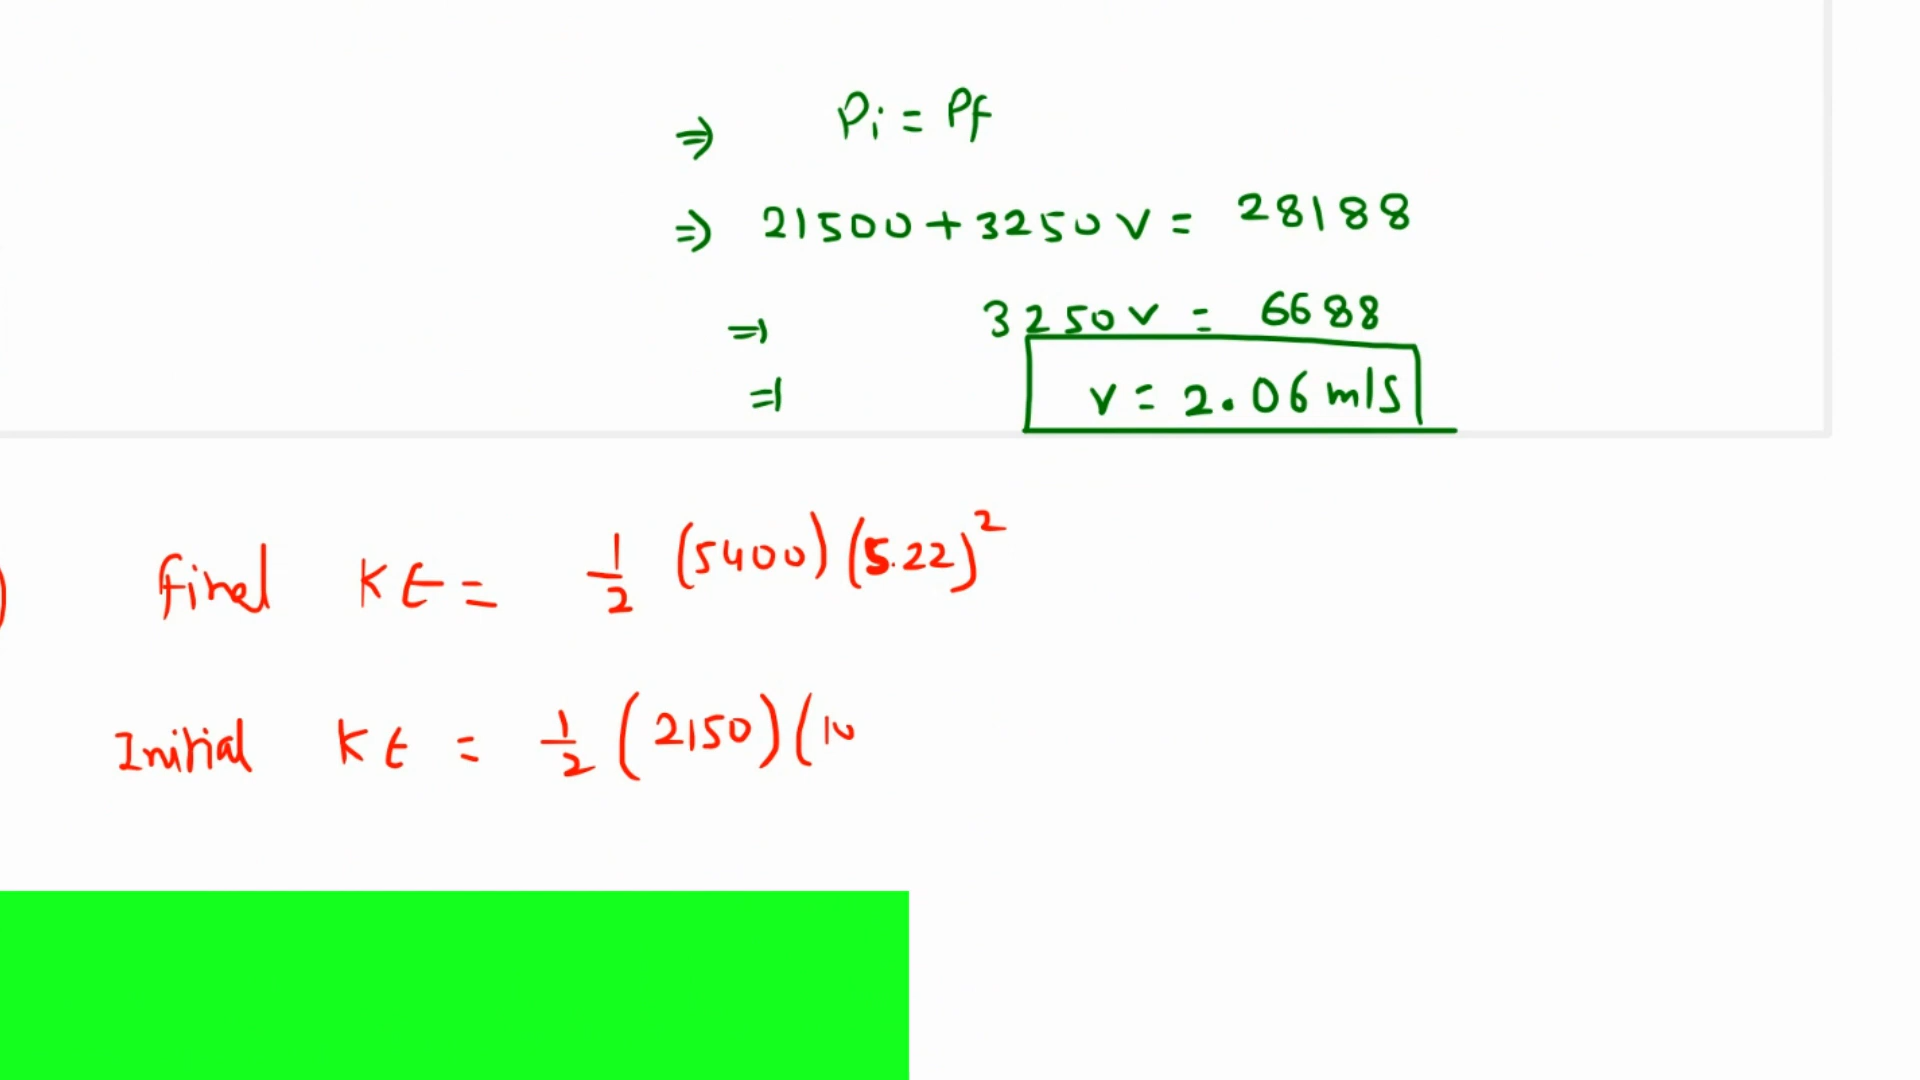 ⇒ Pi = Pf
⇒ 21500 + 3250 v = 28188
⇒ 3250 v = 6688
⇒ v = 2.06 m/s
) final KE = 1/2 (5400) (5.22)²
Initial KE = 1/2 (2150) (10